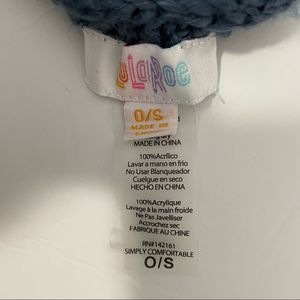 LuLaRoe
O/S
MADE IN
MADE IN CHINA
100%Acrílico
Lavar a mano en frio
No Usar Blanqueador
Cuelgue en seco
HECHO EN CHINA
100%Acrylique
Lavage à la main froide
Ne Pas Javelliser
Accrochez sec
FABRIQUE AU CHINE
RN#142161
SIMPLY COMFORTABLE
O/S